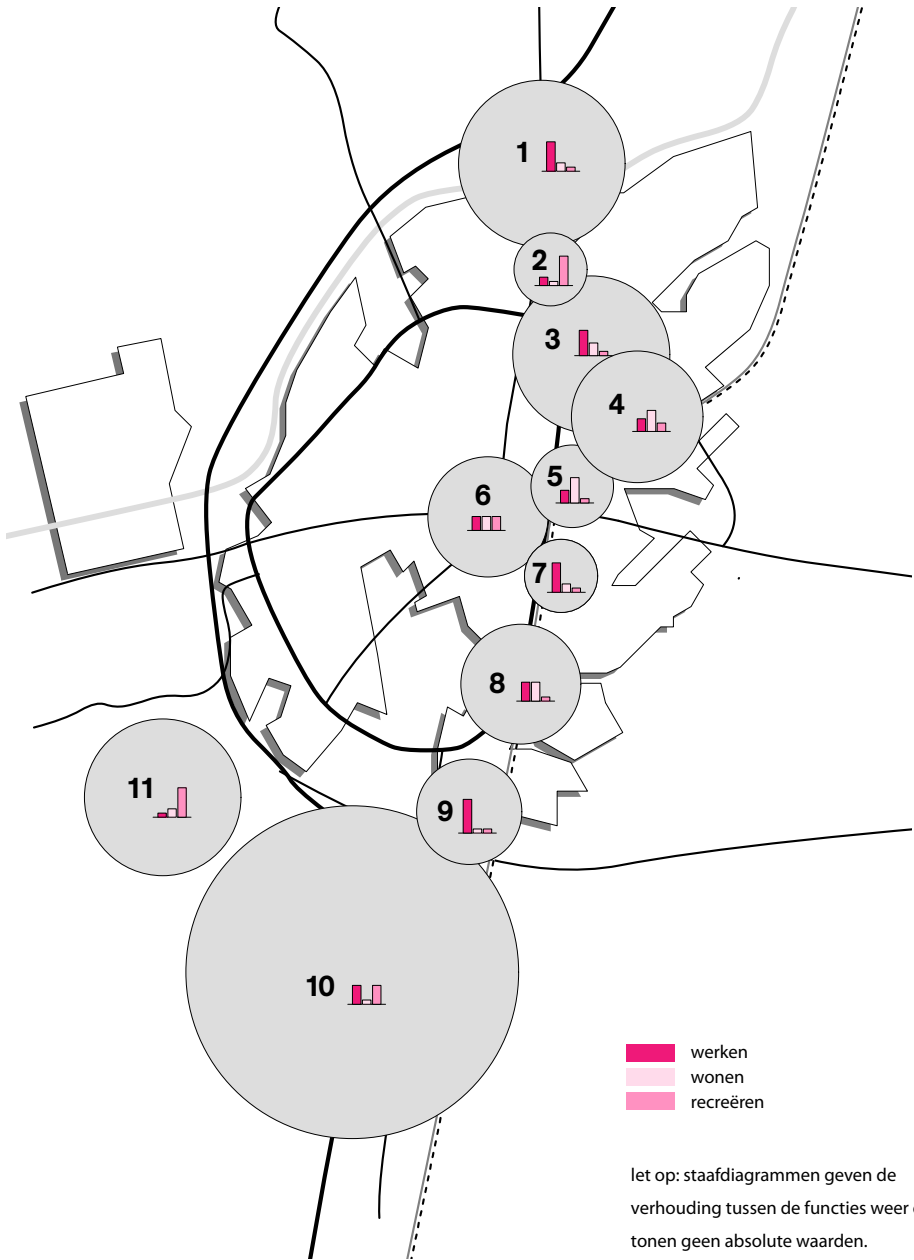 1
2
3
4
5
6
7
8
9
10
11
werken
wonen
recreëren
let op: staafdiagrammen geven de
verhouding tussen de functies weer
tonen geen absolute waarden.